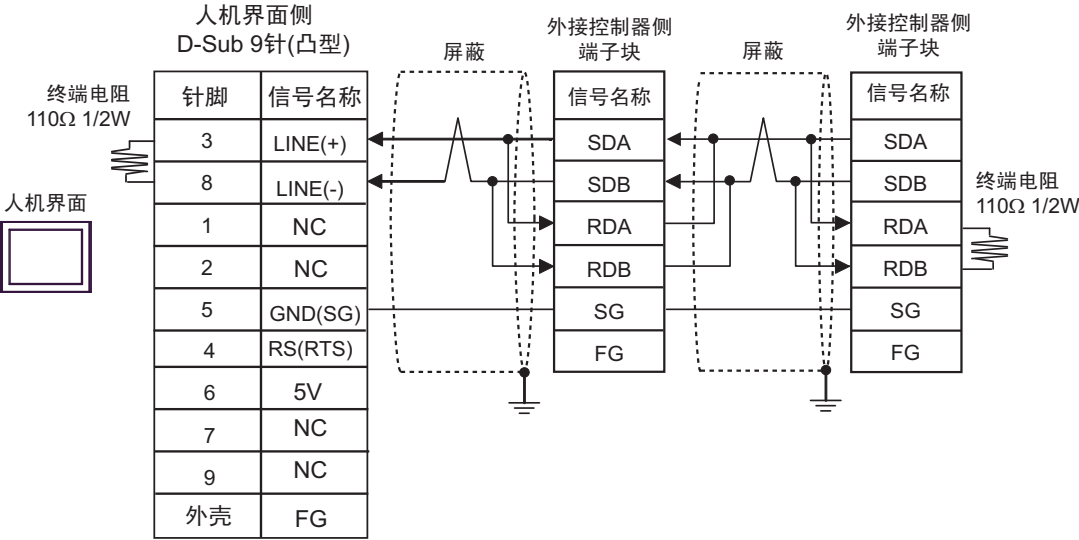 人机界面侧
D-Sub 9针(凸型)
屏蔽
外接控制器侧
端子块
屏蔽
外接控制器侧
端子块
终端电阻
110Ω 1/2W
人机界面
针脚 信号名称
3 LINE(+)
8 LINE(-)
1 NC
2 NC
5 GND(SG)
4 RS(RTS)
6 5V
7 NC
9 NC
外壳 FG
信号名称
SDA
SDB
RDA
RDB
SG
FG
信号名称
SDA
SDB
RDA
RDB
SG
FG
终端电阻
110Ω 1/2W